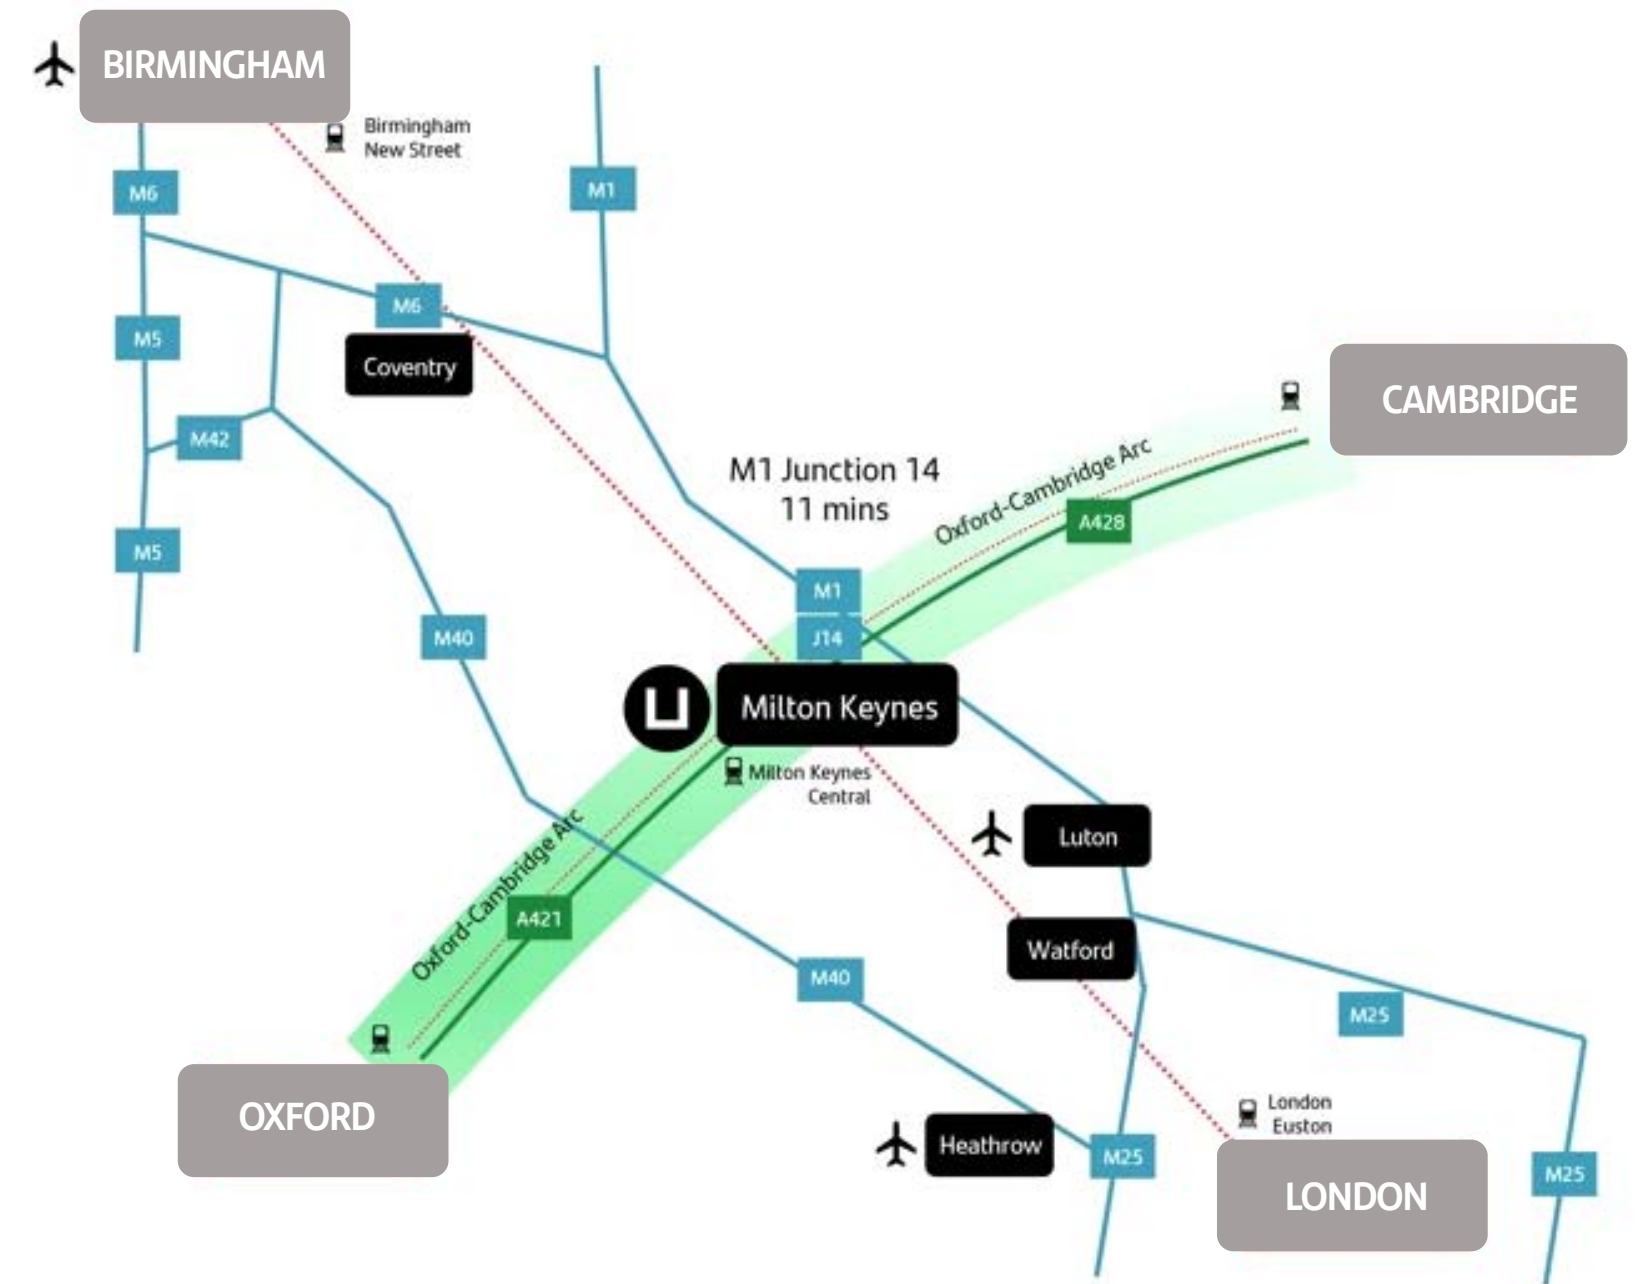 BIRMINGHAM
Birmingham
New Street
M6
M1
M6
M5
Coventry
CAMBRIDGE
M42
Oxford-Cambridge Arc
M1 Junction 14
11 mins
A428
M5
M1
M40
J14
Milton Keynes
Milton Keynes
Central
Luton
Oxford-Cambridge Arc
A421
Watford
M40
M25
OXFORD
London
Euston
Heathrow
M25
M25
LONDON